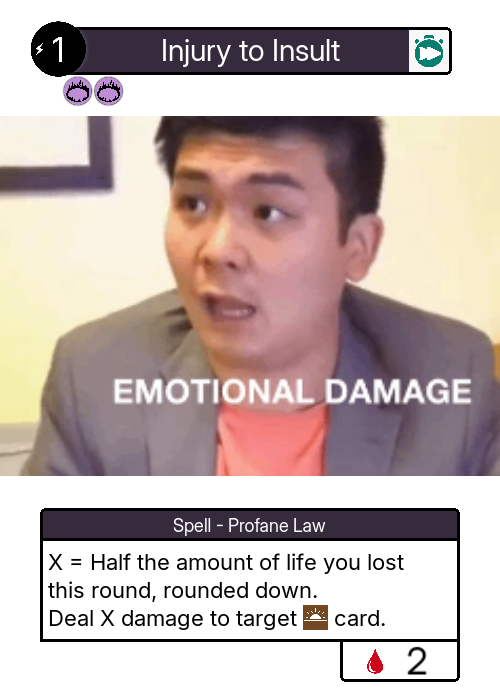 1
Injury to Insult
EMOTIONAL DAMAGE
Spell - Profane Law
X = Half the amount of life you lost
this round, rounded down.
Deal X damage to target card.
2